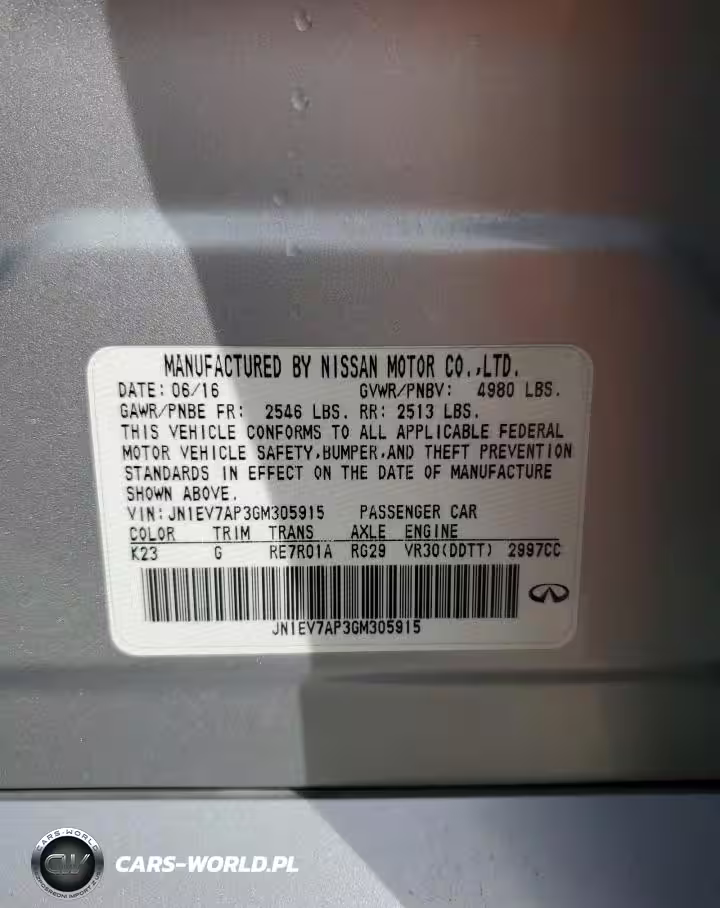 MANUFACTURED BY NISSAN MOTOR CO.,LTD.
DATE: 06/16 GVWR/PNBV: 4980 LBS.
GAWR/PNBE FR: 2546 LBS. RR: 2513 LBS.
THIS VEHICLE CONFORMS TO ALL APPLICABLE FEDERAL
MOTOR VEHICLE SAFETY,BUMPER,AND THEFT PREVENTION
STANDARDS IN EFFECT ON THE DATE OF MANUFACTURE
SHOWN ABOVE.
VIN: JN1EV7AP3GM305915 PASSENGER CAR
COLOR TRIM TRANS AXLE ENGINE
K23 G RE7R01A RG29 VR30(DDTT) 2997CC
JN1EV7AP3GM305915
CARS-WORLD
CW
CARS-WORLD.PL